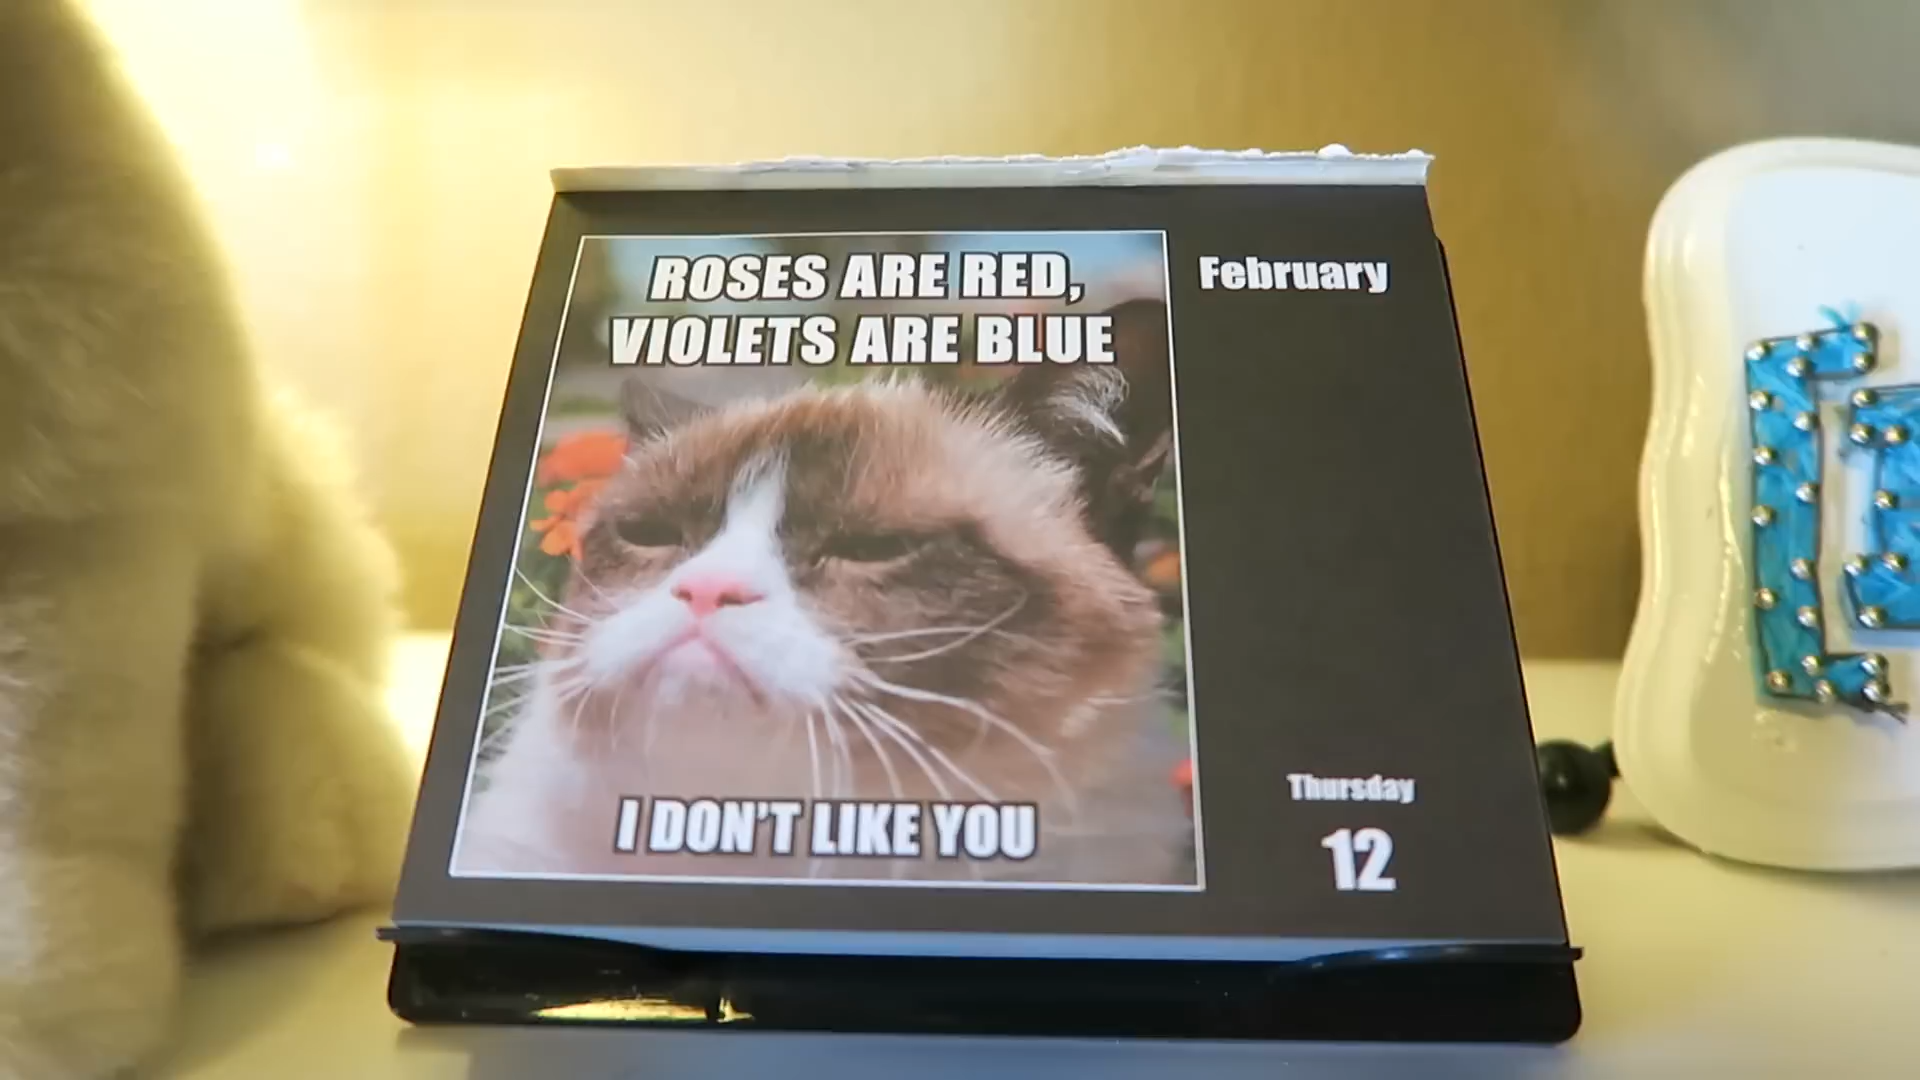 ROSES ARE RED,
VIOLETS ARE BLUE
I DON'T LIKE YOU
February
Thursday
12